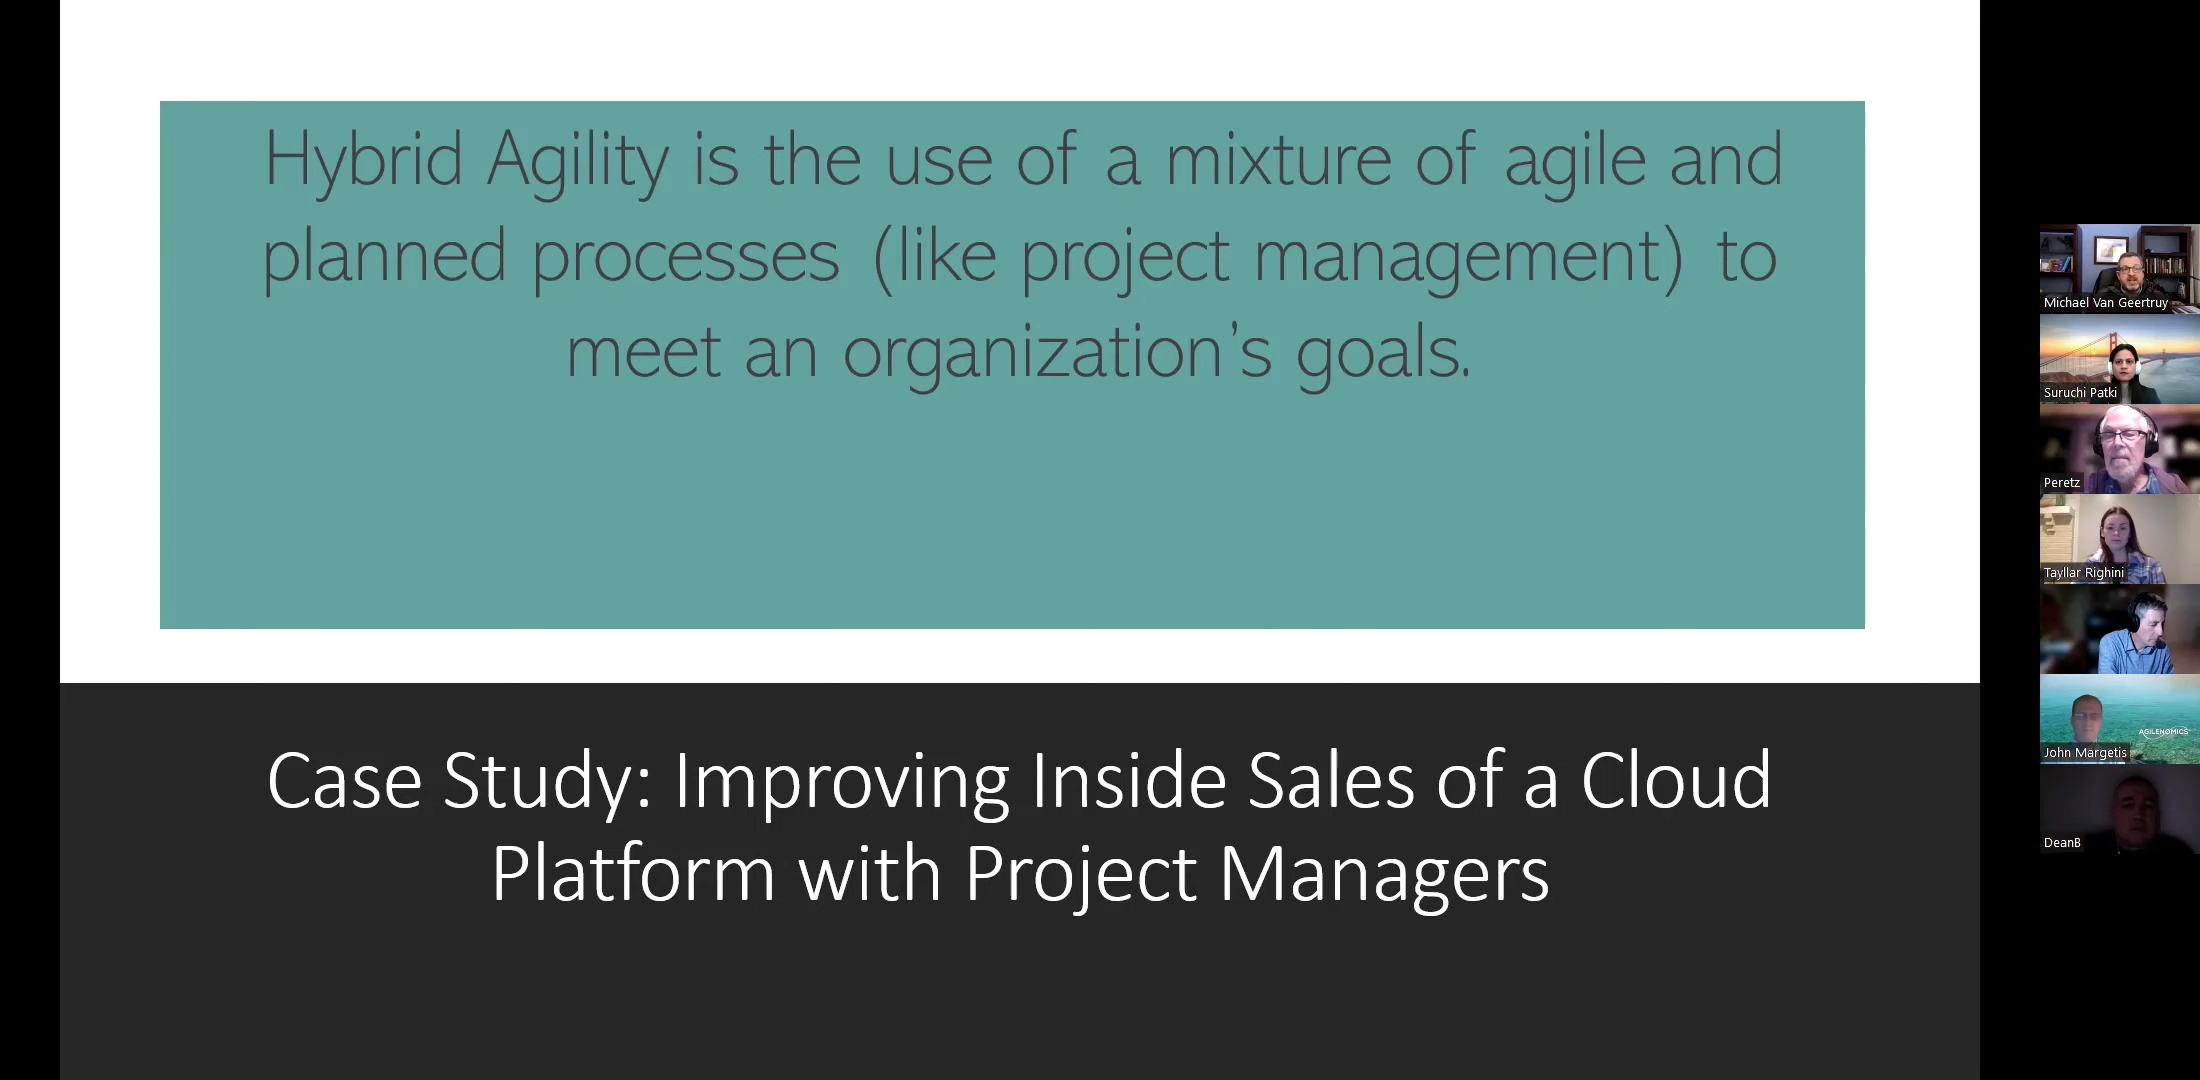 Hybrid Agility is the use of a mixture of agile and
planned processes (like project management) to
meet an organization’s goals.
Case Study: Improving Inside Sales of a Cloud
Platform with Project Managers
Michael Van Geertruy
Suruchi Patki
Peretz
Tayllar Righini
AGILENOMICS
John Margetis
DeanB